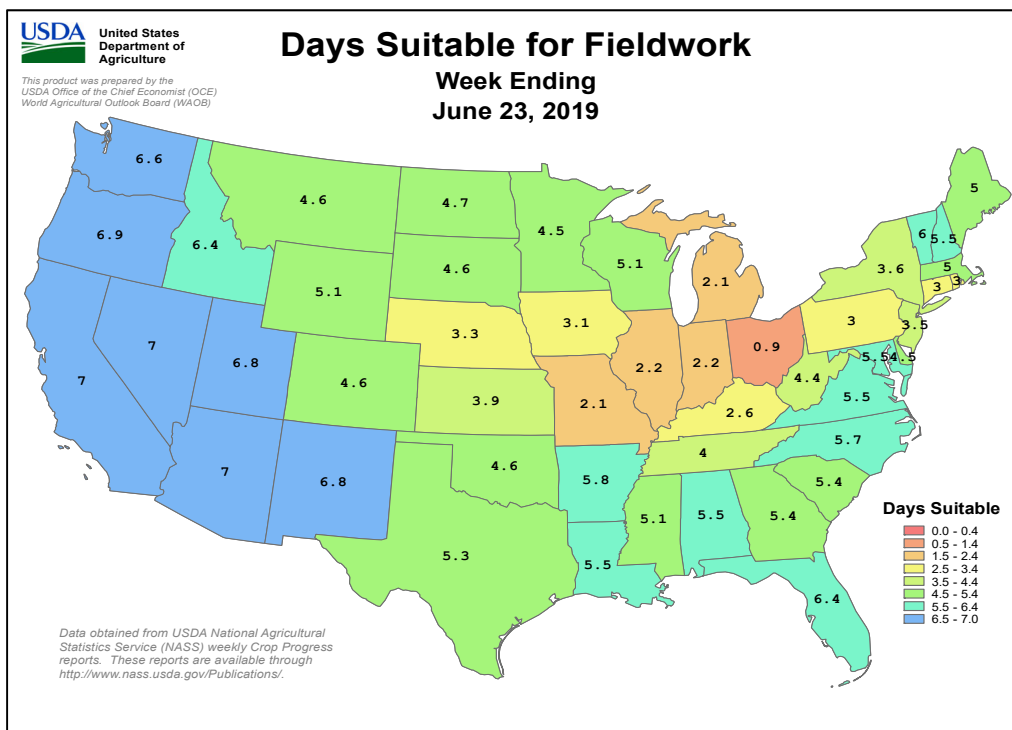 USDA
United States
Department of
Agriculture
This product was prepared by the
USDA Office of the Chief Economist (OCE)
World Agricultural Outlook Board (WAOB)
Days Suitable for Fieldwork
Week Ending
June 23, 2019
6.6
6.9
6.4
4.6
4.7
4.5
5.1
2.1
5
6
5.5
5
3
3
3.6
3.5
3
5.1
4.6
3.3
3.1
2.2
2.2
0.9
5.5
4.5
7
7
6.8
4.6
3.9
2.1
2.6
4.4
5.5
7
6.8
4.6
5.8
4
5.7
5.3
5.5
5.1
5.5
5.4
5.4
6.4
Days Suitable
0.0 - 0.4
0.5 - 1.4
1.5 - 2.4
2.5 - 3.4
3.5 - 4.4
4.5 - 5.4
5.5 - 6.4
6.5 - 7.0
Data obtained from USDA National Agricultural
Statistics Service (NASS) weekly Crop Progress
reports. These reports are available through
http://www.nass.usda.gov/Publications/.